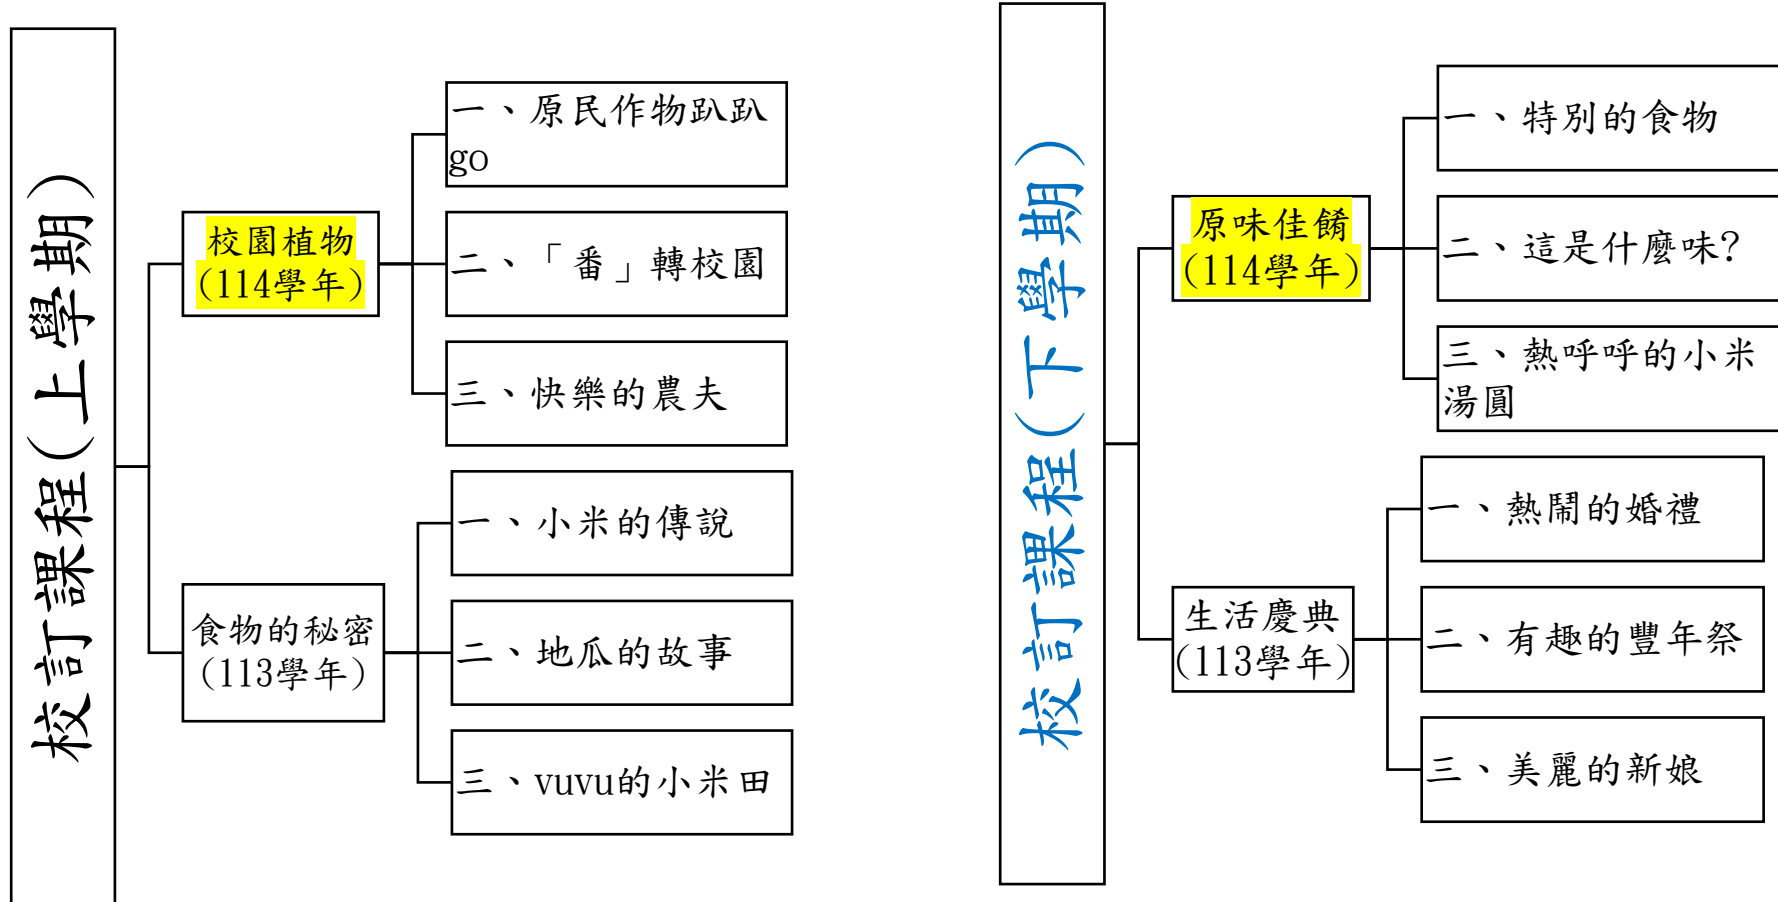 校訂課程(上學期)
校園植物
(114學年)
一、原民作物趴趴
go
二、「番」轉校園
三、快樂的農夫
食物的秘密
(113學年)
一、小米的傳說
二、地瓜的故事
三、vuvu的小米田
校訂課程(下學期)
原味佳餚
(114學年)
一、特別的食物
二、這是什麼味?
三、熱呼呼的小米
湯圓
生活慶典
(113學年)
一、熱鬧的婚禮
二、有趣的豐年祭
三、美麗的新娘